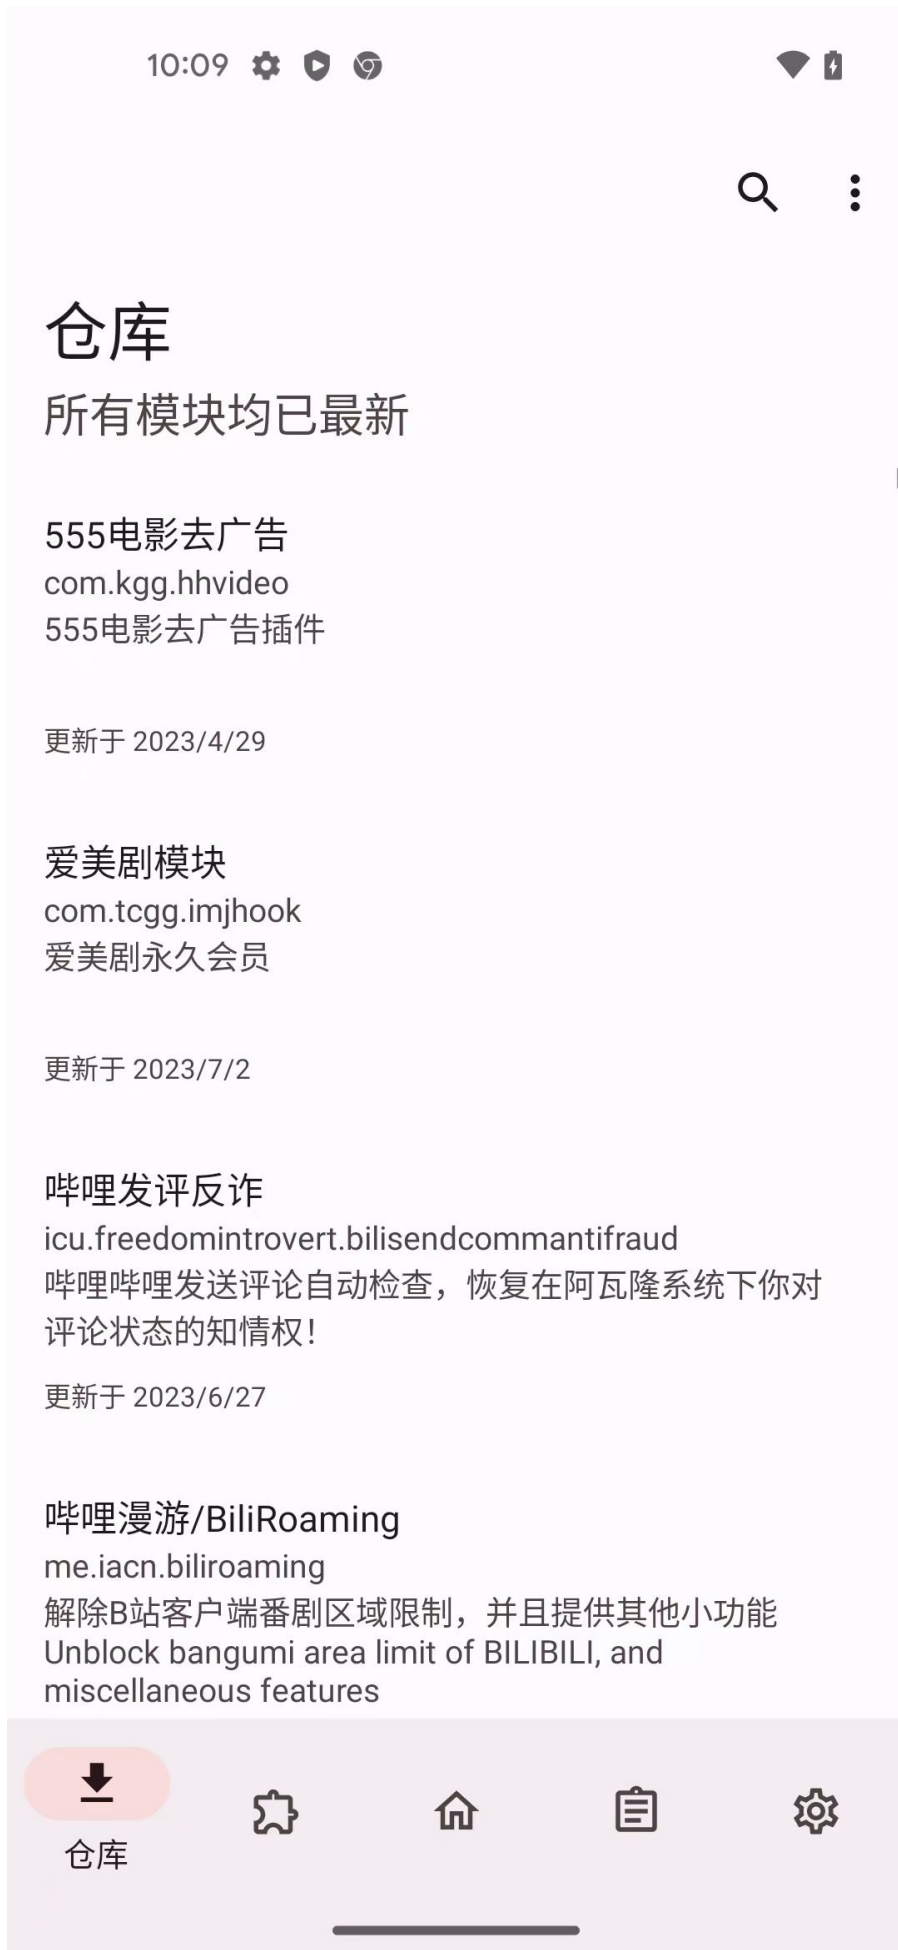 10:09
仓库
所有模块均已最新
555电影去广告
com.kgg.hhvideo
555电影去广告插件
更新于 2023/4/29
爱美剧模块
com.tcgg.imjhook
爱美剧永久会员
更新于 2023/7/2
哔哩发评反诈
icu.freedomintrovert.bilisendcommantifraud
哔哩哔哩发送评论自动检查，恢复在阿瓦隆系统下你对
评论状态的知情权！
更新于 2023/6/27
哔哩漫游/BiliRoaming
me.iacn.biliroaming
解除B站客户端番剧区域限制，并且提供其他小功能
Unblock bangumi area limit of BILIBILI, and
miscellaneous features
仓库